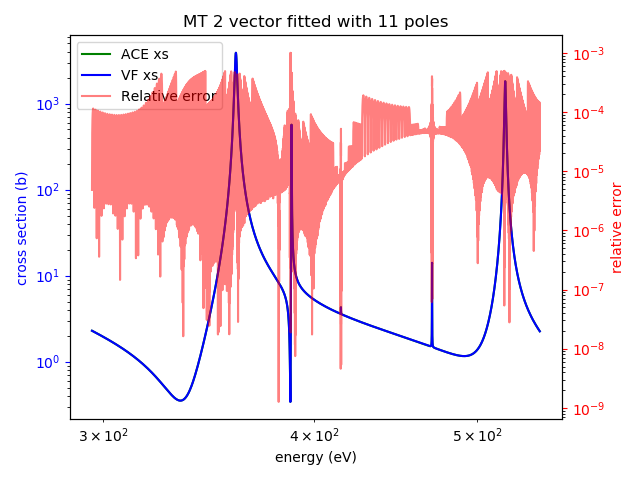 MT 2 vector fitted with 11 poles
ACE xs
VF xs
Relative error
cross section (b)
10³
10²
10¹
10⁰
10⁻³
10⁻⁴
10⁻⁵
10⁻⁶
10⁻⁷
10⁻⁸
10⁻⁹
relative error
3 × 10² 4 × 10² 5 × 10²
energy (eV)